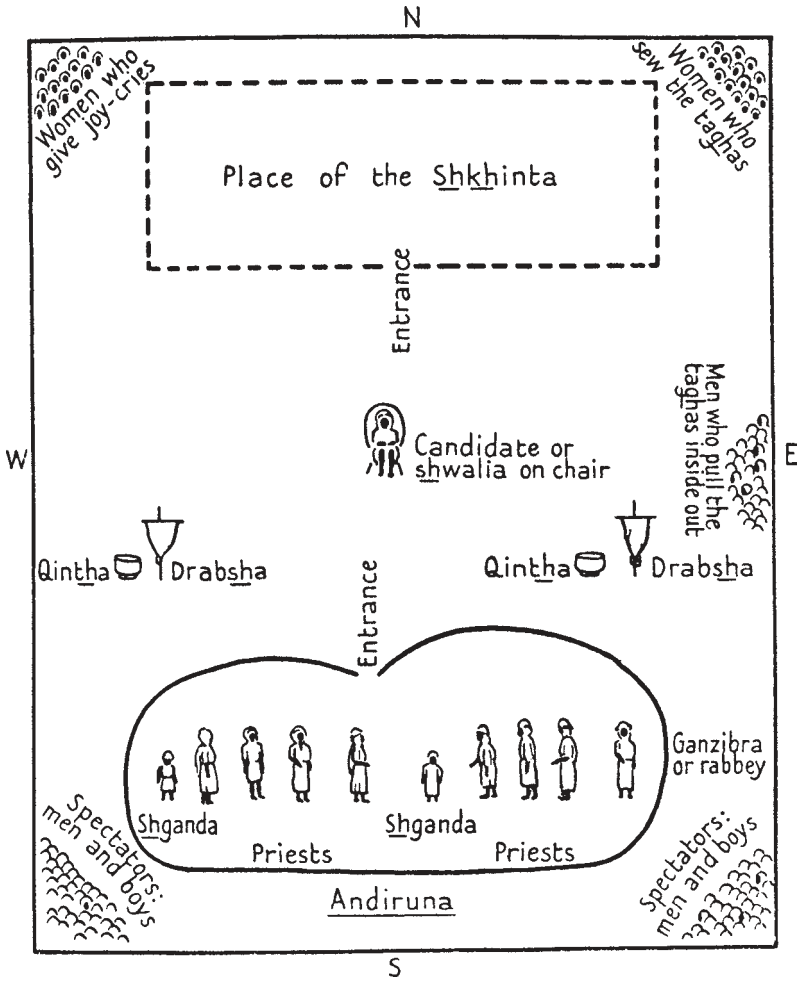 N
Women who
give joy-cries
Women who
sew the taghas
Place of the Shkhinta
Entrance
Men who pull the
taghas inside out
W
E
Candidate or
shwalia on chair
Qintha
Drabsha
Qintha
Drabsha
Entrance
Ganzibra
or rabbey
Shganda
Shganda
Priests
Priests
Spectators:
men and boys
Spectators:
men and boys
Andiruna
S